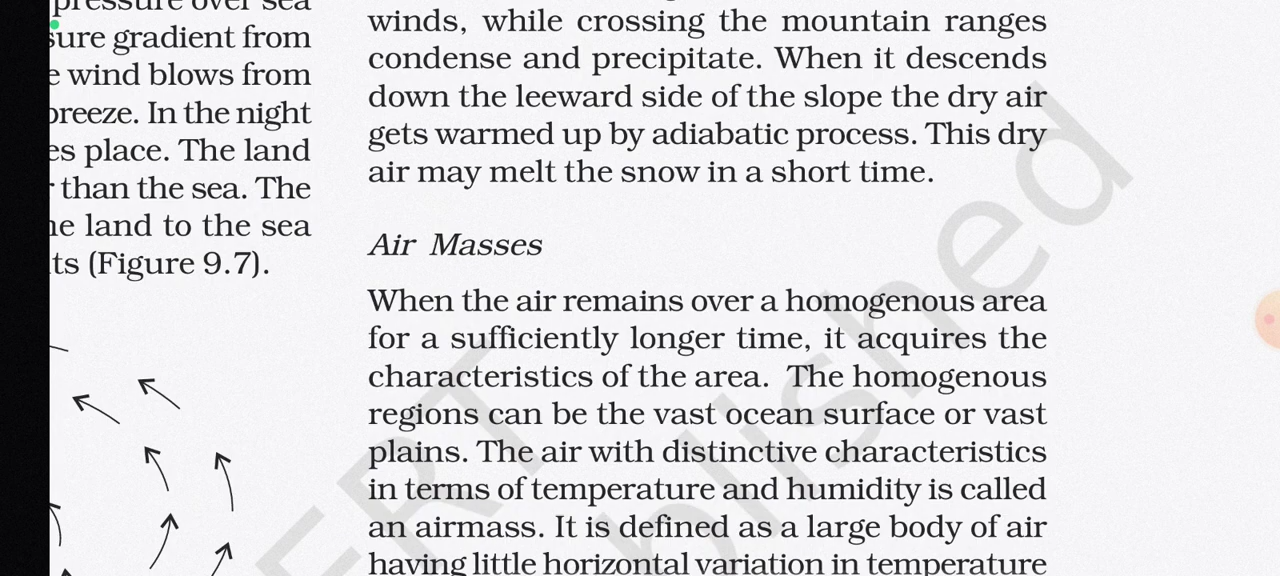 pressure over sea
sure gradient from
e wind blows from
breeze. In the night
es place. The land
than the sea. The
he land to the sea
ts (Figure 9.7).
winds, while crossing the mountain ranges
condense and precipitate. When it descends
down the leeward side of the slope the dry air
gets warmed up by adiabatic process. This dry
air may melt the snow in a short time.
Air Masses
When the air remains over a homogenous area
for a sufficiently longer time, it acquires the
characteristics of the area. The homogenous
regions can be the vast ocean surface or vast
plains. The air with distinctive characteristics
in terms of temperature and humidity is called
an airmass. It is defined as a large body of air
having little horizontal variation in temperature
ERT
blished